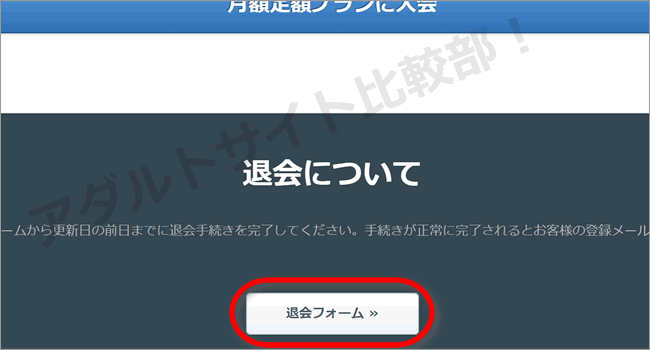 月額定額プランに入会
アダルトサイト比較部！
退会について
ームから更新日の前日までに退会手続きを完了してください。手続きが正常に完了されるとお客様の登録メール
退会フォーム »